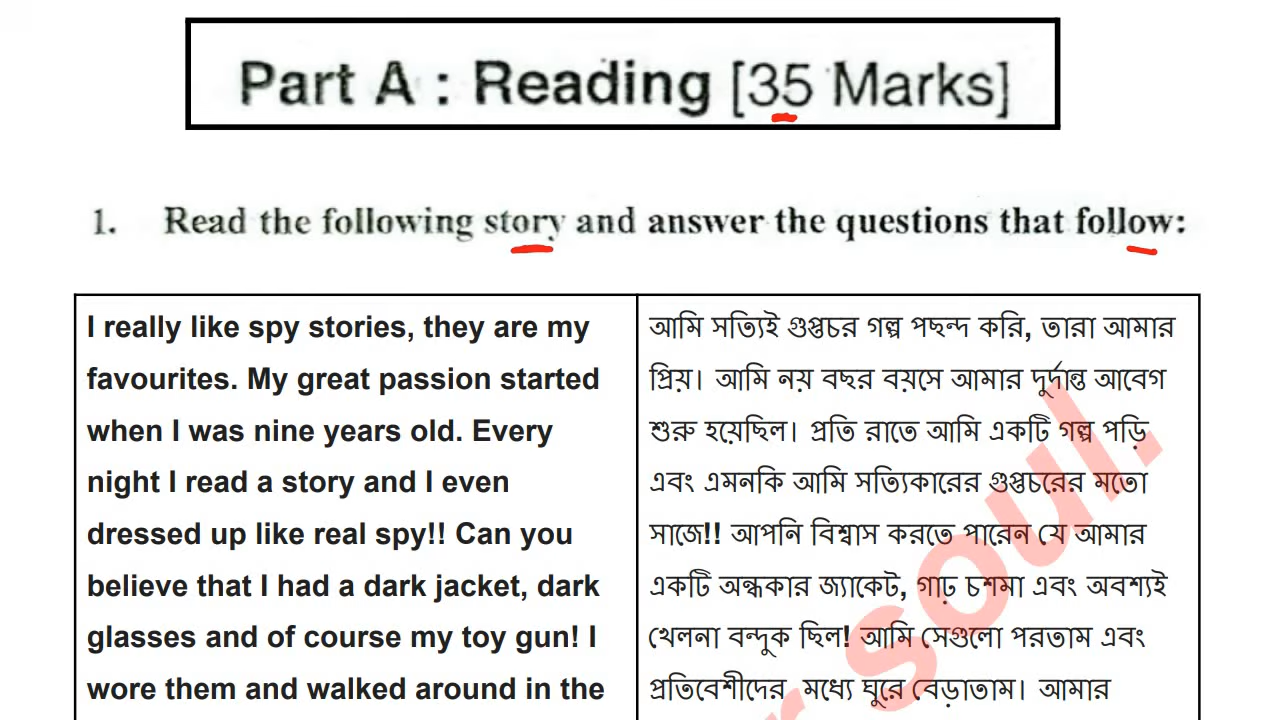 Part A : Reading [35 Marks]
1. Read the following story and answer the questions that follow:
I really like spy stories, they are my
favourites. My great passion started
when I was nine years old. Every
night I read a story and I even
dressed up like real spy!! Can you
believe that I had a dark jacket, dark
glasses and of course my toy gun! I
wore them and walked around in the
আমি সত্যিই গুপ্তচর গল্প পছন্দ করি, তারা আমার
প্রিয়। আমি নয় বছর বয়সে আমার দুর্দান্ত আবেগ
শুরু হয়েছিল। প্রতি রাতে আমি একটি গল্প পড়ি
এবং এমনকি আমি সত্যিকারের গুপ্তচরের মতো
সাজে!! আপনি বিশ্বাস করতে পারেন যে আমার
একটি অন্ধকার জ্যাকেট, গাঢ় চশমা এবং অবশ্যই
খেলনা বন্দুক ছিল! আমি সেগুলো পরতাম এবং
প্রতিবেশীদের মধ্যে ঘুরে বেড়াতাম। আমার
soul.